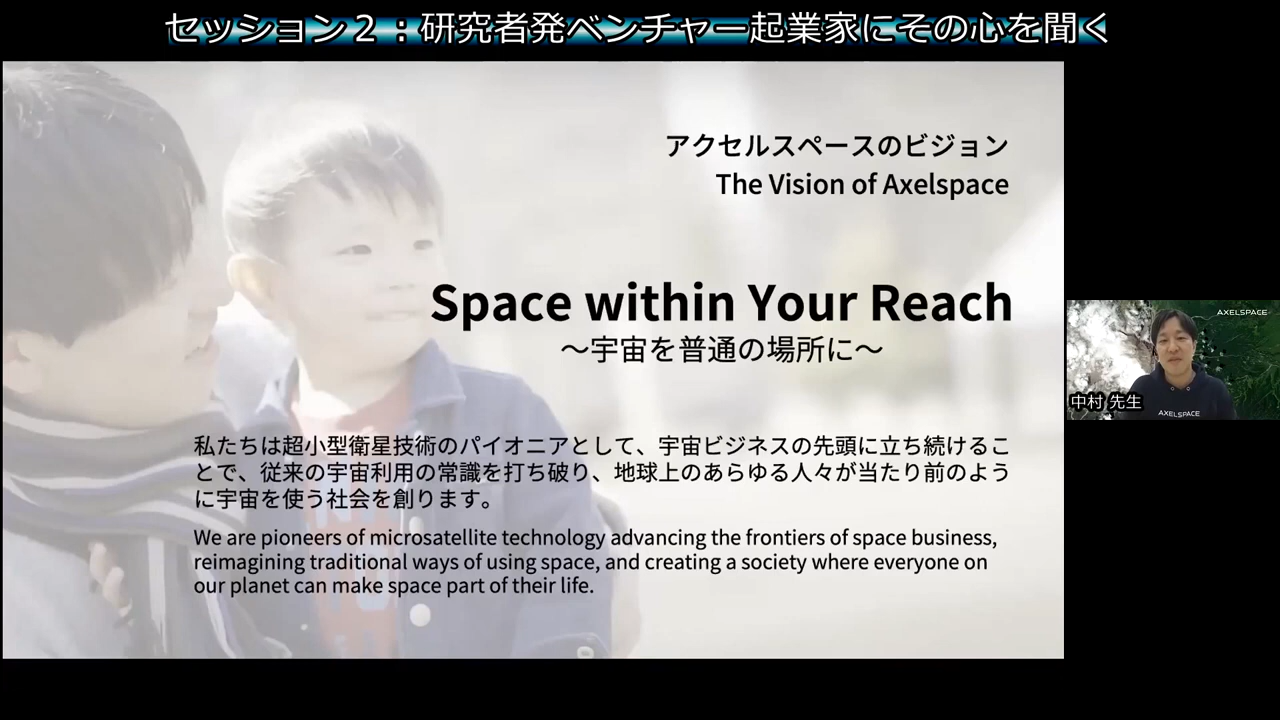 セッション２：研究者発ベンチャー起業家にその心を聞く
アクセルスペースのビジョン
The Vision of Axelspace
Space within Your Reach
～宇宙を普通の場所に～
私たちは超小型衛星技術のパイオニアとして、宇宙ビジネスの先頭に立ち続けるこ
とで、従来の宇宙利用の常識を打ち破り、地球上のあらゆる人々が当たり前のよう
に宇宙を使う社会を創ります。
We are pioneers of microsatellite technology advancing the frontiers of space business,
reimagining traditional ways of using space, and creating a society where everyone on
our planet can make space part of their life.
AXELSPACE
中村 先生
AXELSPACE